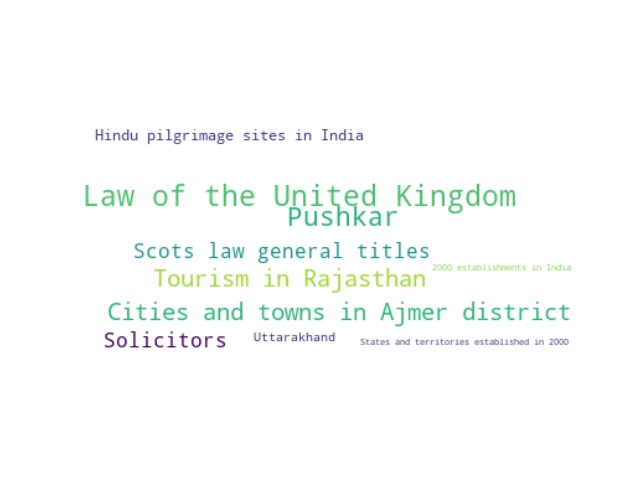 Hindu pilgrimage sites in India
Law of the United Kingdom
Pushkar
Scots law general titles
2000 establishments in India
Tourism in Rajasthan
Cities and towns in Ajmer district
Solicitors
Uttarakhand
States and territories established in 2000